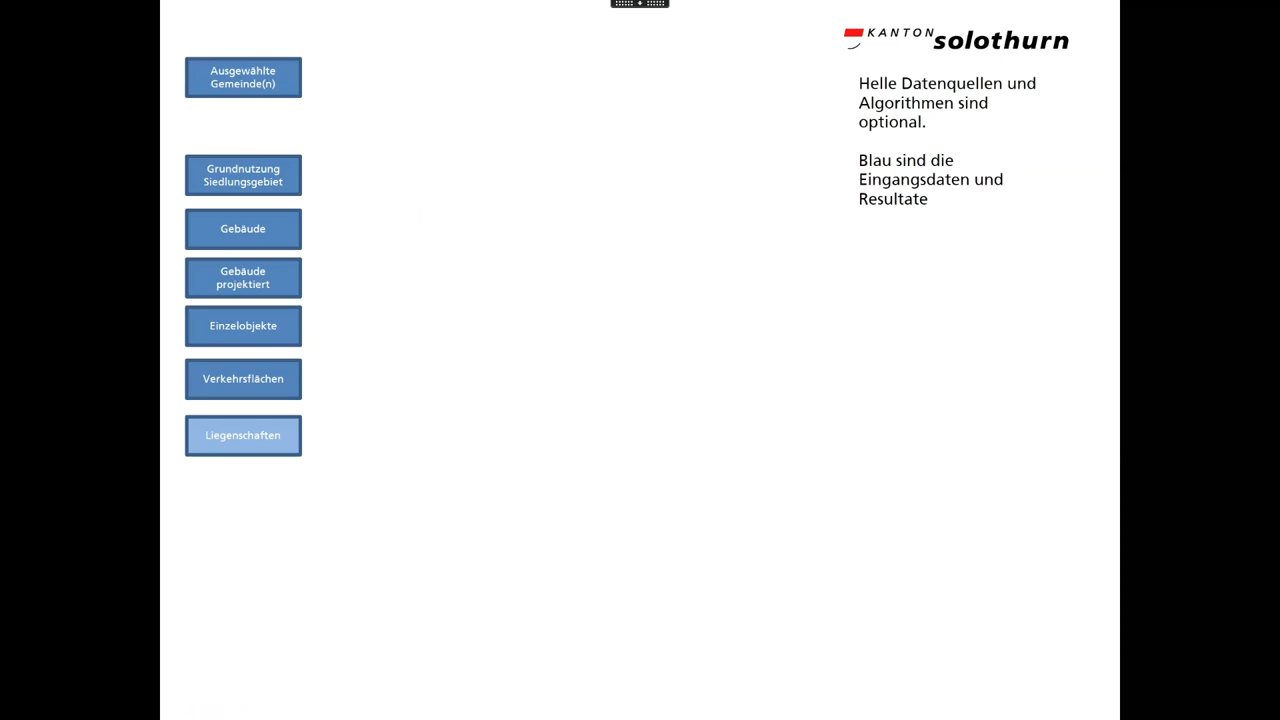 KANTON solothurn
Ausgewählte
Gemeinde(n)
Grundnutzung
Siedlungsgebiet
Gebäude
Gebäude
projektiert
Einzelobjekte
Verkehrsflächen
Liegenschaften
Helle Datenquellen und
Algorithmen sind
optional.
Blau sind die
Eingangsdaten und
Resultate